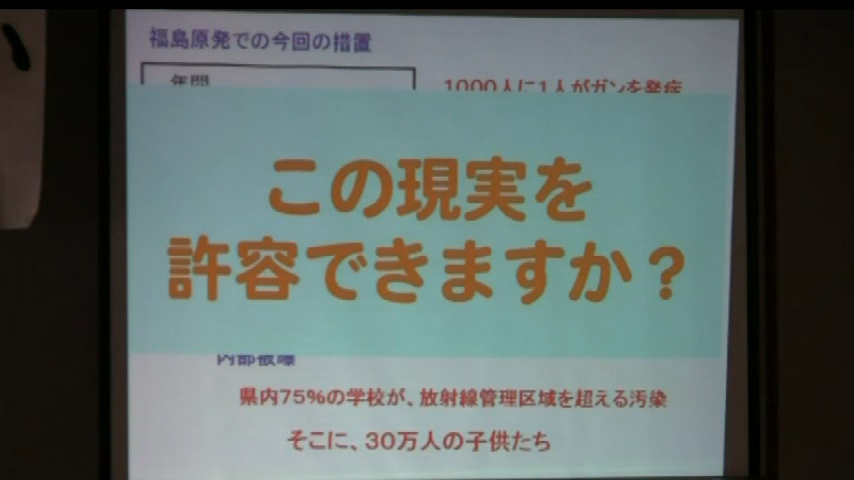 福島原発での今回の措置
年間
1000人に1人がガンを発症
この現実を
許容できますか？
内部被曝
県内75%の学校が、放射線管理区域を超える汚染
そこに、30万人の子供たち